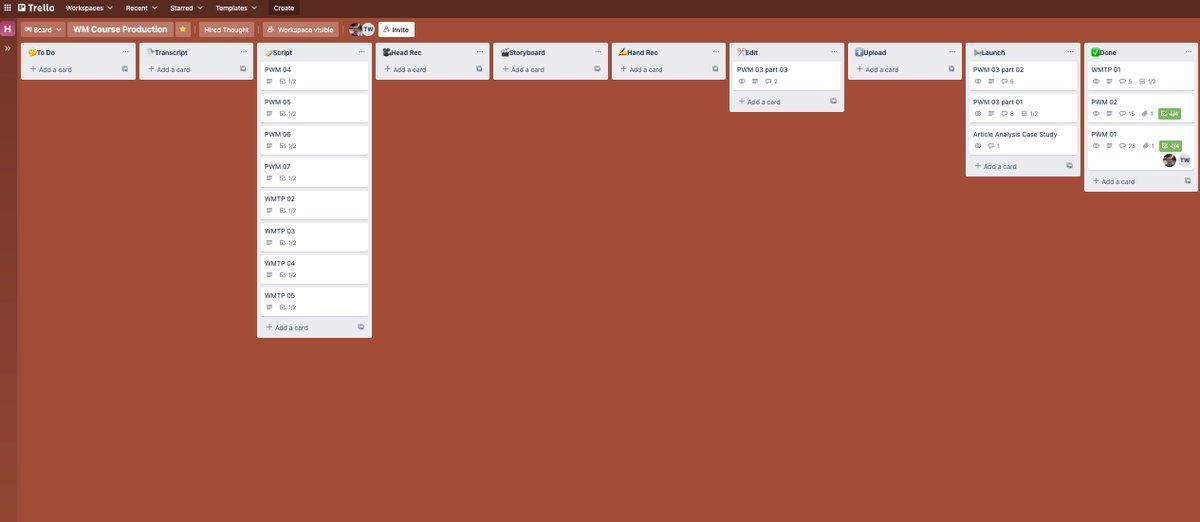 Trello
Workspaces
Recent
Starred
Templates
Create
H
Board
WM Course Production
Hired Thought
Workspace visible
TW
Invite
To Do
+ Add a card
Transcript
+ Add a card
Script
PWM 04
1/2
PWM 05
1/2
PWM 06
1/2
PWM 07
1/2
WMTP 02
1/2
WMTP 03
1/2
WMTP 04
1/2
WMTP 05
1/2
+ Add a card
Head Rec
+ Add a card
Storyboard
+ Add a card
Hand Rec
+ Add a card
Edit
PWM 03 part 03
2
+ Add a card
Upload
+ Add a card
Launch
PWM 03 part 02
5
PWM 03 part 01
8 1/2
Article Analysis Case Study
1
+ Add a card
Done
WMTP 01
5 1/2
PWM 02
15 1 4/4
PWM 01
28 1 4/4
TW
+ Add a card